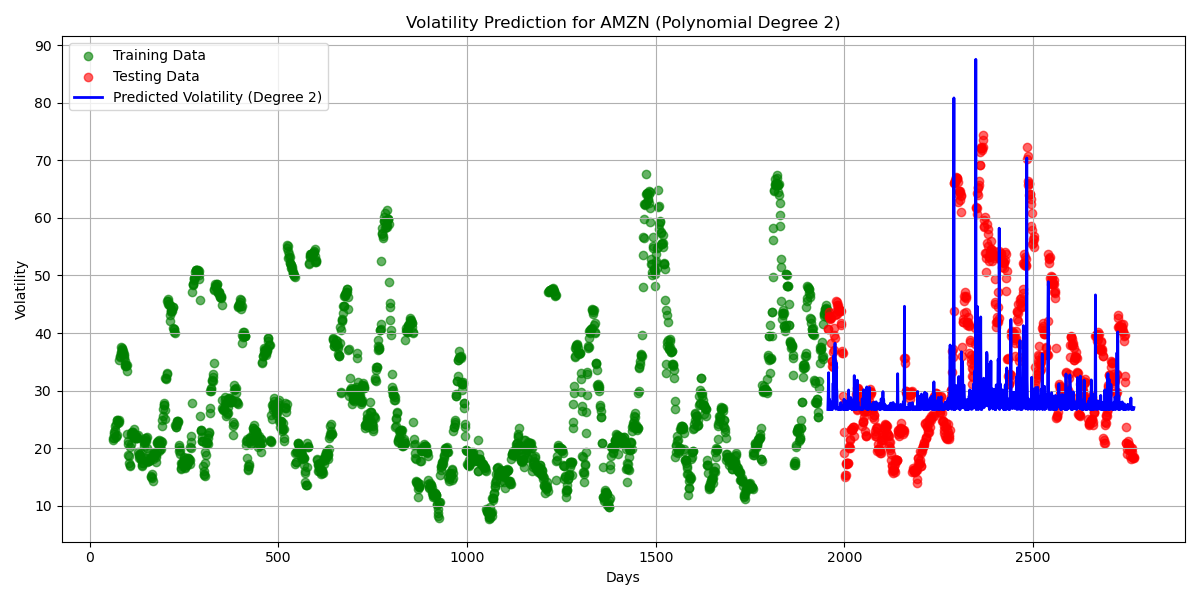 Volatility Prediction for AMZN (Polynomial Degree 2)
Training Data
Testing Data
Predicted Volatility (Degree 2)
Volatility
90
80
70
60
50
40
30
20
10
0
500
1000
1500
2000
2500
Days